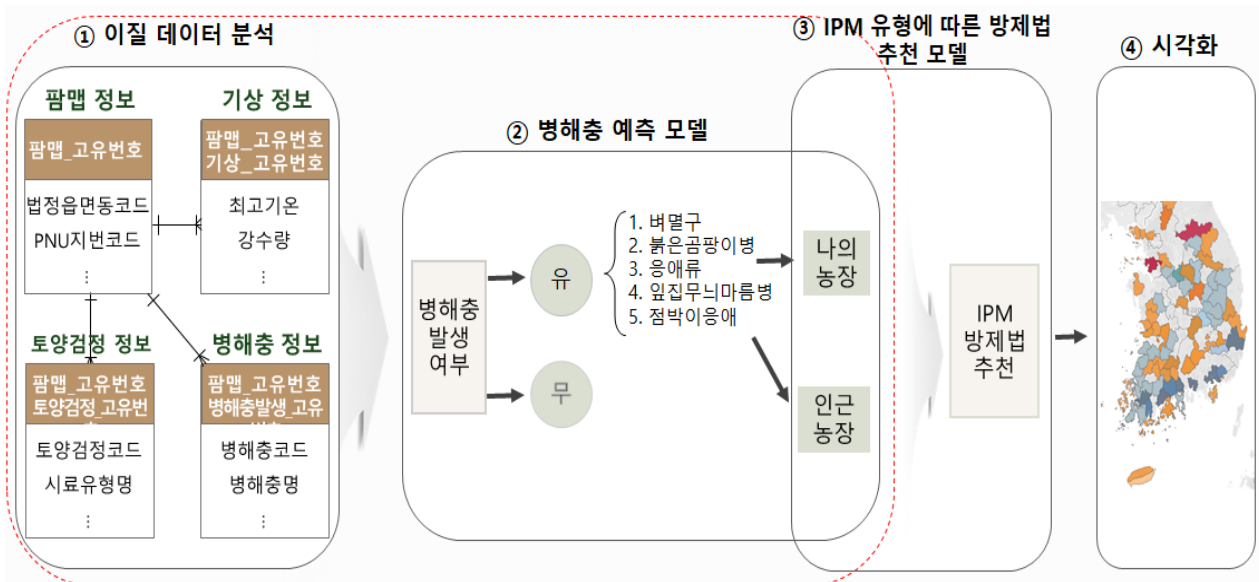 ① 이질 데이터 분석
팜맵 정보
팜맵_고유번호
법정읍면동코드
PNU지번코드
⋮
기상 정보
팜맵_고유번호
기상_고유번호
최고기온
강수량
⋮
토양검정 정보
팜맵_고유번호
토양검정_고유번
토양검정코드
시료유형명
⋮
병해충 정보
팜맵_고유번호
병해충발생_고유
병해충코드
병해충명
⋮
② 병해충 예측 모델
병해충
발생
여부
유
무
1. 벼멸구
2. 붉은곰팡이병
3. 응애류
4. 잎집무늬마름병
5. 점박이응애
나의
농장
인근
농장
③ IPM 유형에 따른 방제법
추천 모델
IPM
방제법
추천
④ 시각화